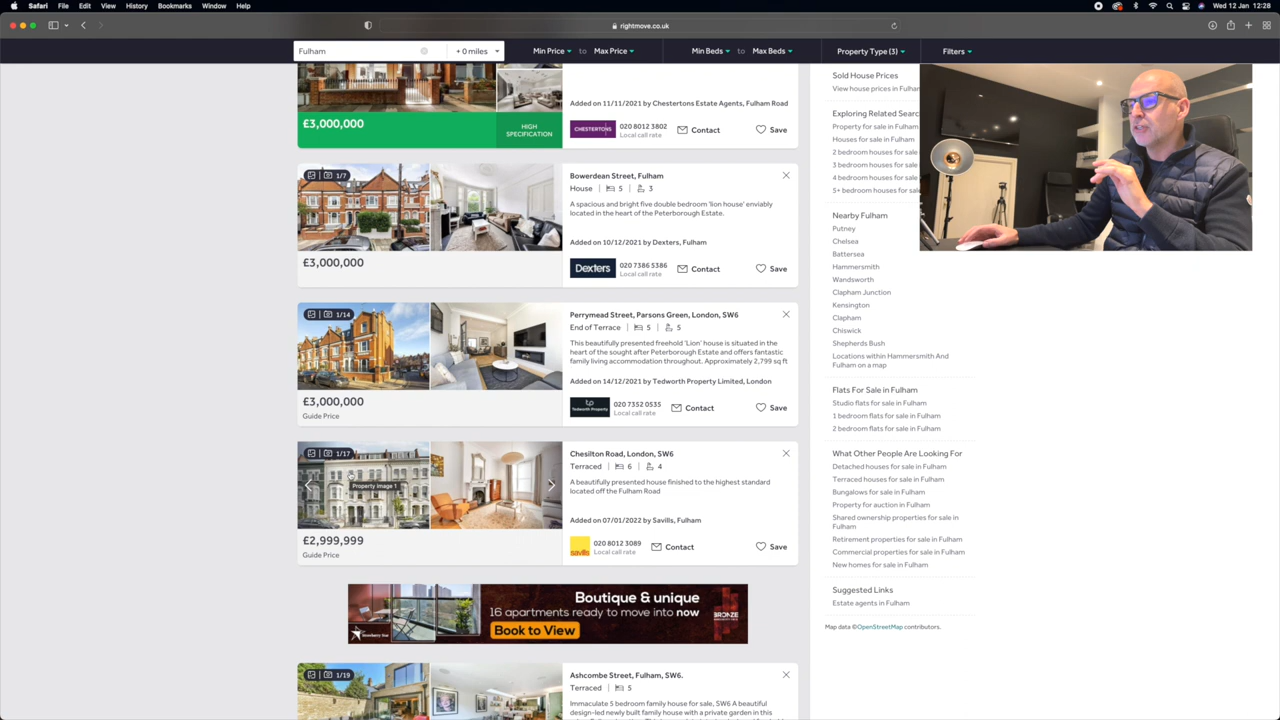 Safari File Edit View History Bookmarks Window Help
Wed 12 Jan 12:28
rightmove.co.uk
Fulham
+ 0 miles
Min Price to Max Price
Min Beds to Max Beds
Property Type (3)
Filters
£3,000,000
HIGH
SPECIFICATION
Added on 11/11/2021 by Chestertons Estate Agents, Fulham Road
CHESTERTONS
020 8012 3802
Local call rate
Contact
Save
1/7
£3,000,000
Bowerdean Street, Fulham
House | 5 | 3
A spacious and bright five double bedroom 'lion house' enviably
located in the heart of the Peterborough Estate.
Added on 10/12/2021 by Dexters, Fulham
Dexters
020 7386 5386
Local call rate
Contact
Save
1/14
£3,000,000
Guide Price
Perrymead Street, Parsons Green, London, SW6
End of Terrace | 5 | 5
This beautifully presented freehold 'Lion' house is situated in the
heart of the sought after Peterborough Estate and offers fantastic
family living accommodation throughout. Approximately 2,799 sq ft
Added on 14/12/2021 by Tedworth Property Limited, London
tp
Tedworth Property
020 7352 0535
Local call rate
Contact
Save
1/17
Property Image 1
£2,999,999
Guide Price
Chesilton Road, London, SW6
Terraced | 6 | 4
A beautifully presented house finished to the highest standard
located off the Fulham Road
Added on 07/01/2022 by Savills, Fulham
savills
020 8012 3089
Local call rate
Contact
Save
Boutique & unique
16 apartments ready to move into now
Book to View
BRONZE
1/19
Ashcombe Street, Fulham, SW6.
Terraced | 5
Immaculate 5 bedroom family house for sale, SW6 A beautiful
design-led newly built family house with a private garden in this
Sold House Prices
View house prices in Fulham
Exploring Related Searc
Property for sale in Fulham
Houses for sale in Fulham
2 bedroom houses for sale
3 bedroom houses for sale
4 bedroom houses for sale
5+ bedroom houses for sale
Nearby Fulham
Putney
Chelsea
Battersea
Hammersmith
Wandsworth
Clapham Junction
Kensington
Clapham
Chiswick
Shepherds Bush
Locations within Hammersmith And
Fulham on a map
Flats For Sale in Fulham
Studio flats for sale in Fulham
1 bedroom flats for sale in Fulham
2 bedroom flats for sale in Fulham
What Other People Are Looking For
Detached houses for sale in Fulham
Terraced houses for sale in Fulham
Bungalows for sale in Fulham
Property for auction in Fulham
Shared ownership properties for sale in
Fulham
Retirement properties for sale in Fulham
Commercial properties for sale in Fulham
New homes for sale in Fulham
Suggested Links
Estate agents in Fulham
Map data ©OpenStreetMap contributors.